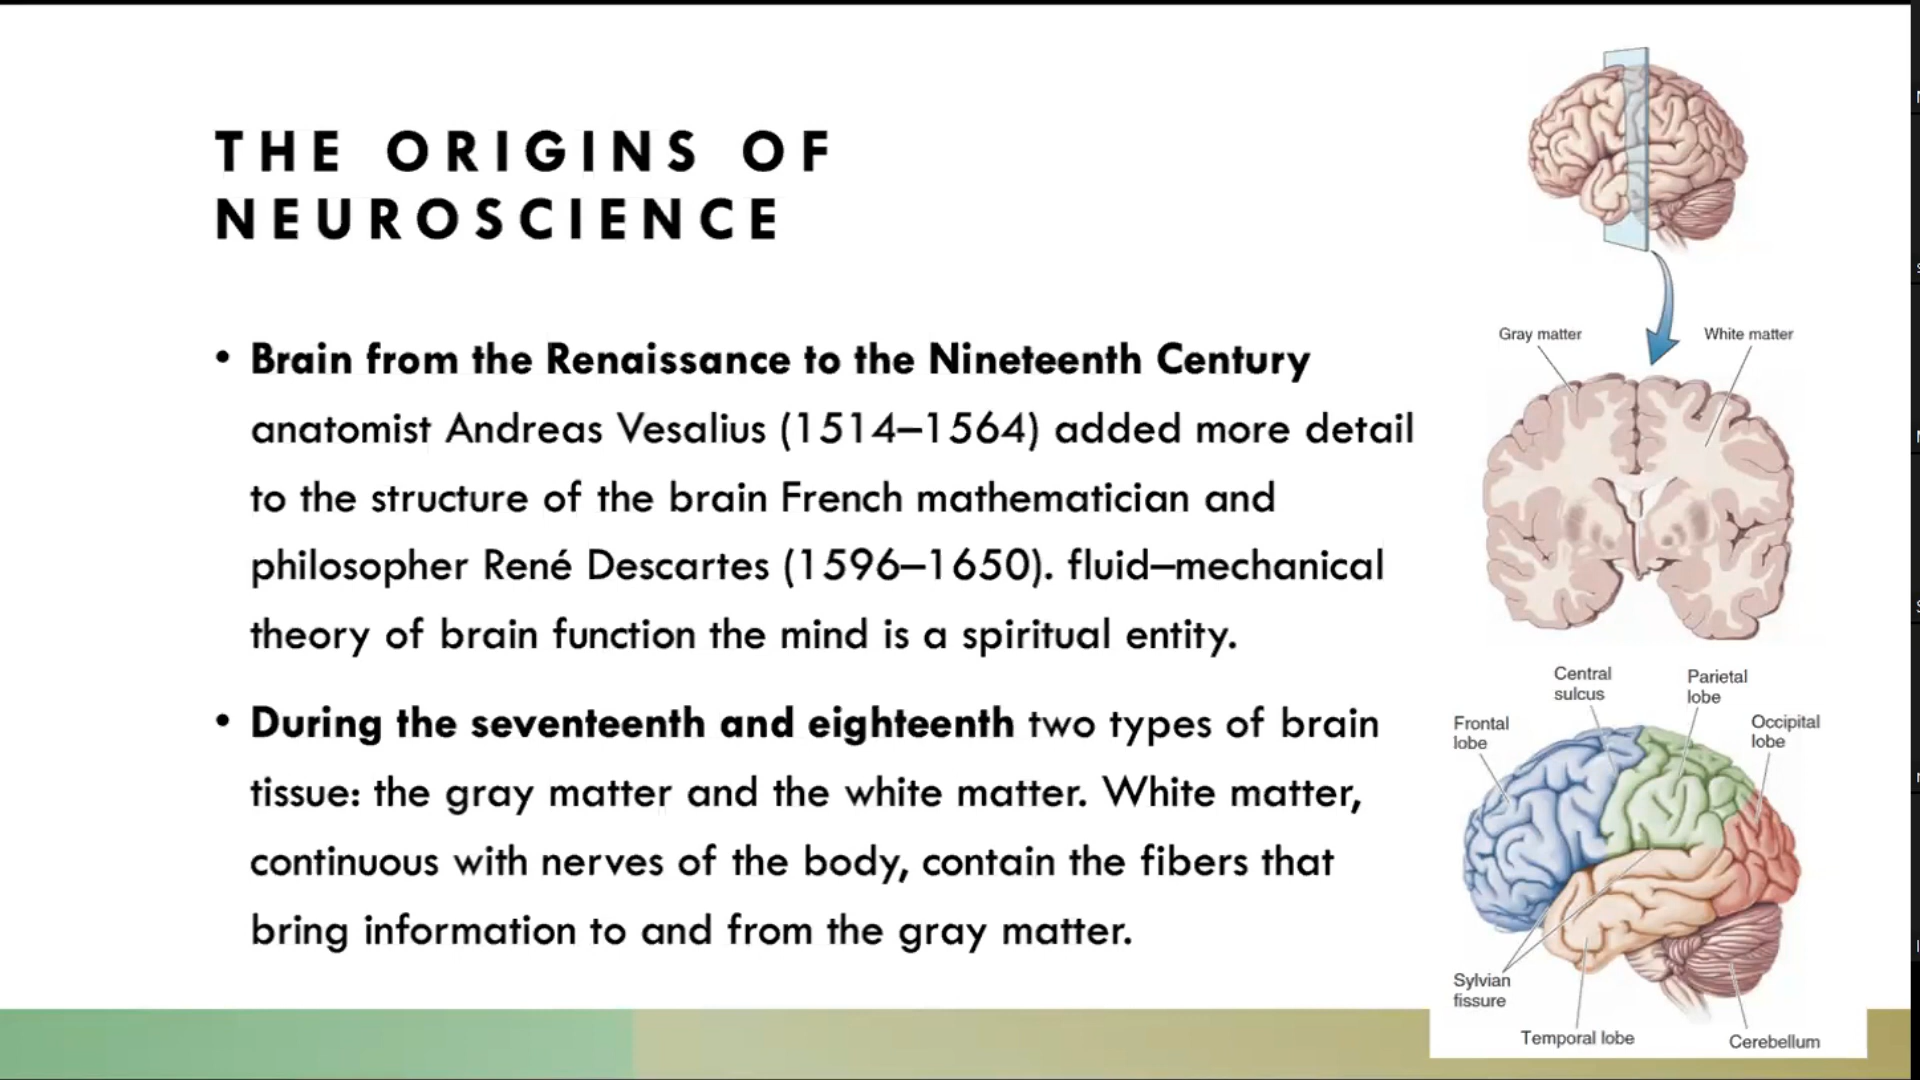 THE ORIGINS OF
NEUROSCIENCE
• Brain from the Renaissance to the Nineteenth Century
anatomist Andreas Vesalius (1514–1564) added more detail
to the structure of the brain French mathematician and
philosopher René Descartes (1596–1650). fluid–mechanical
theory of brain function the mind is a spiritual entity.
• During the seventeenth and eighteenth two types of brain
tissue: the gray matter and the white matter. White matter,
continuous with nerves of the body, contain the fibers that
bring information to and from the gray matter.
Gray matter
White matter
Central
sulcus
Parietal
lobe
Frontal
lobe
Occipital
lobe
Sylvian
fissure
Temporal lobe
Cerebellum